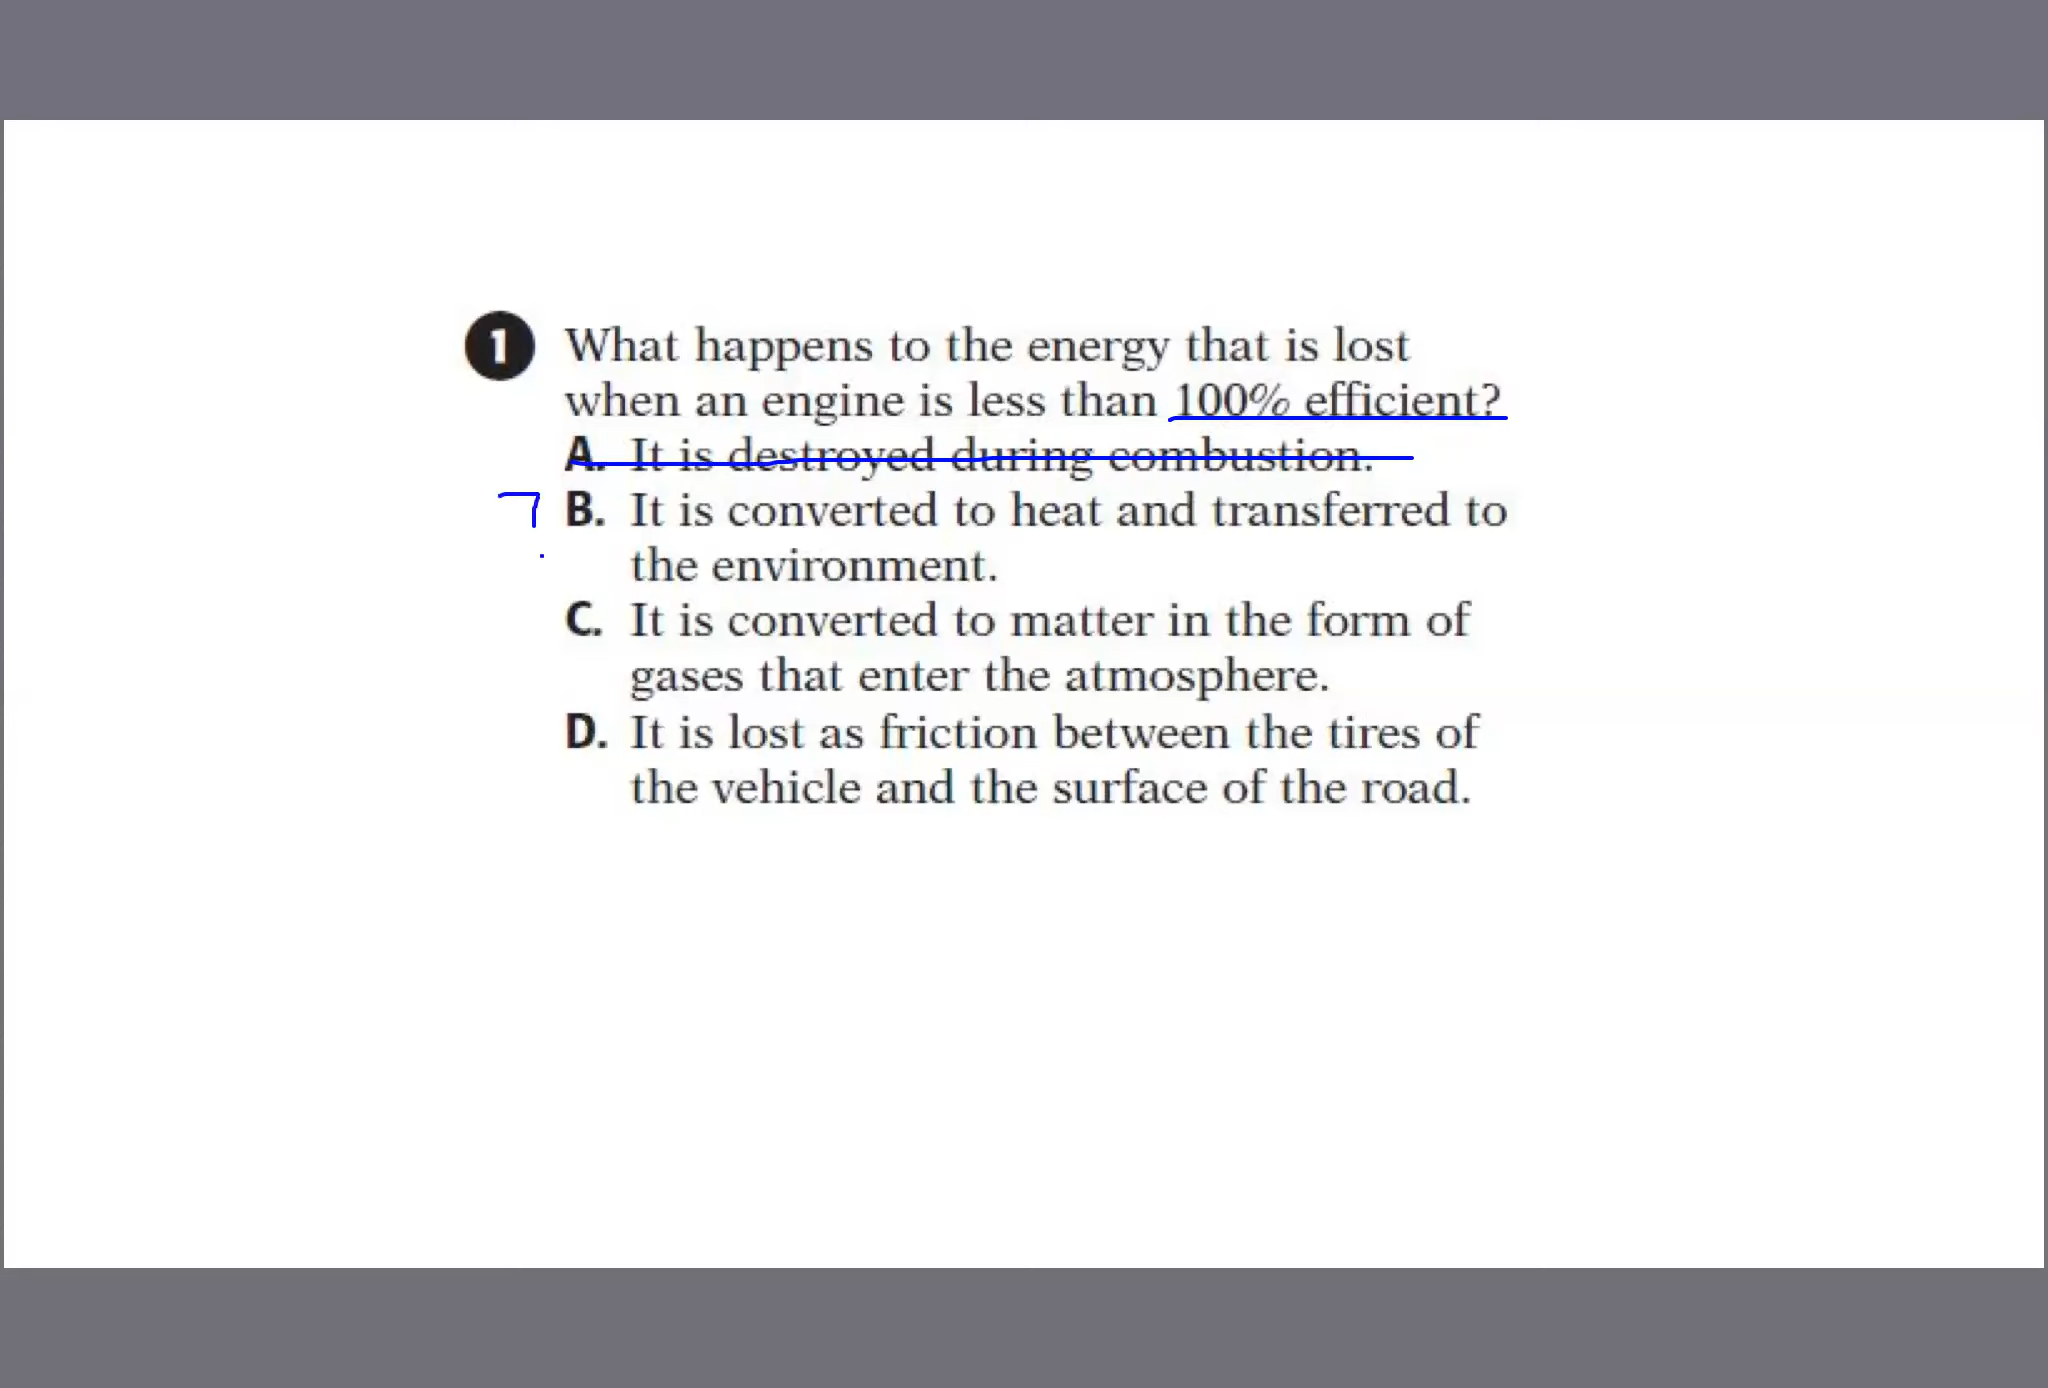 1 What happens to the energy that is lost
when an engine is less than 100% efficient?
A. It is destroyed during combustion.
B. It is converted to heat and transferred to
the environment.
C. It is converted to matter in the form of
gases that enter the atmosphere.
D. It is lost as friction between the tires of
the vehicle and the surface of the road.